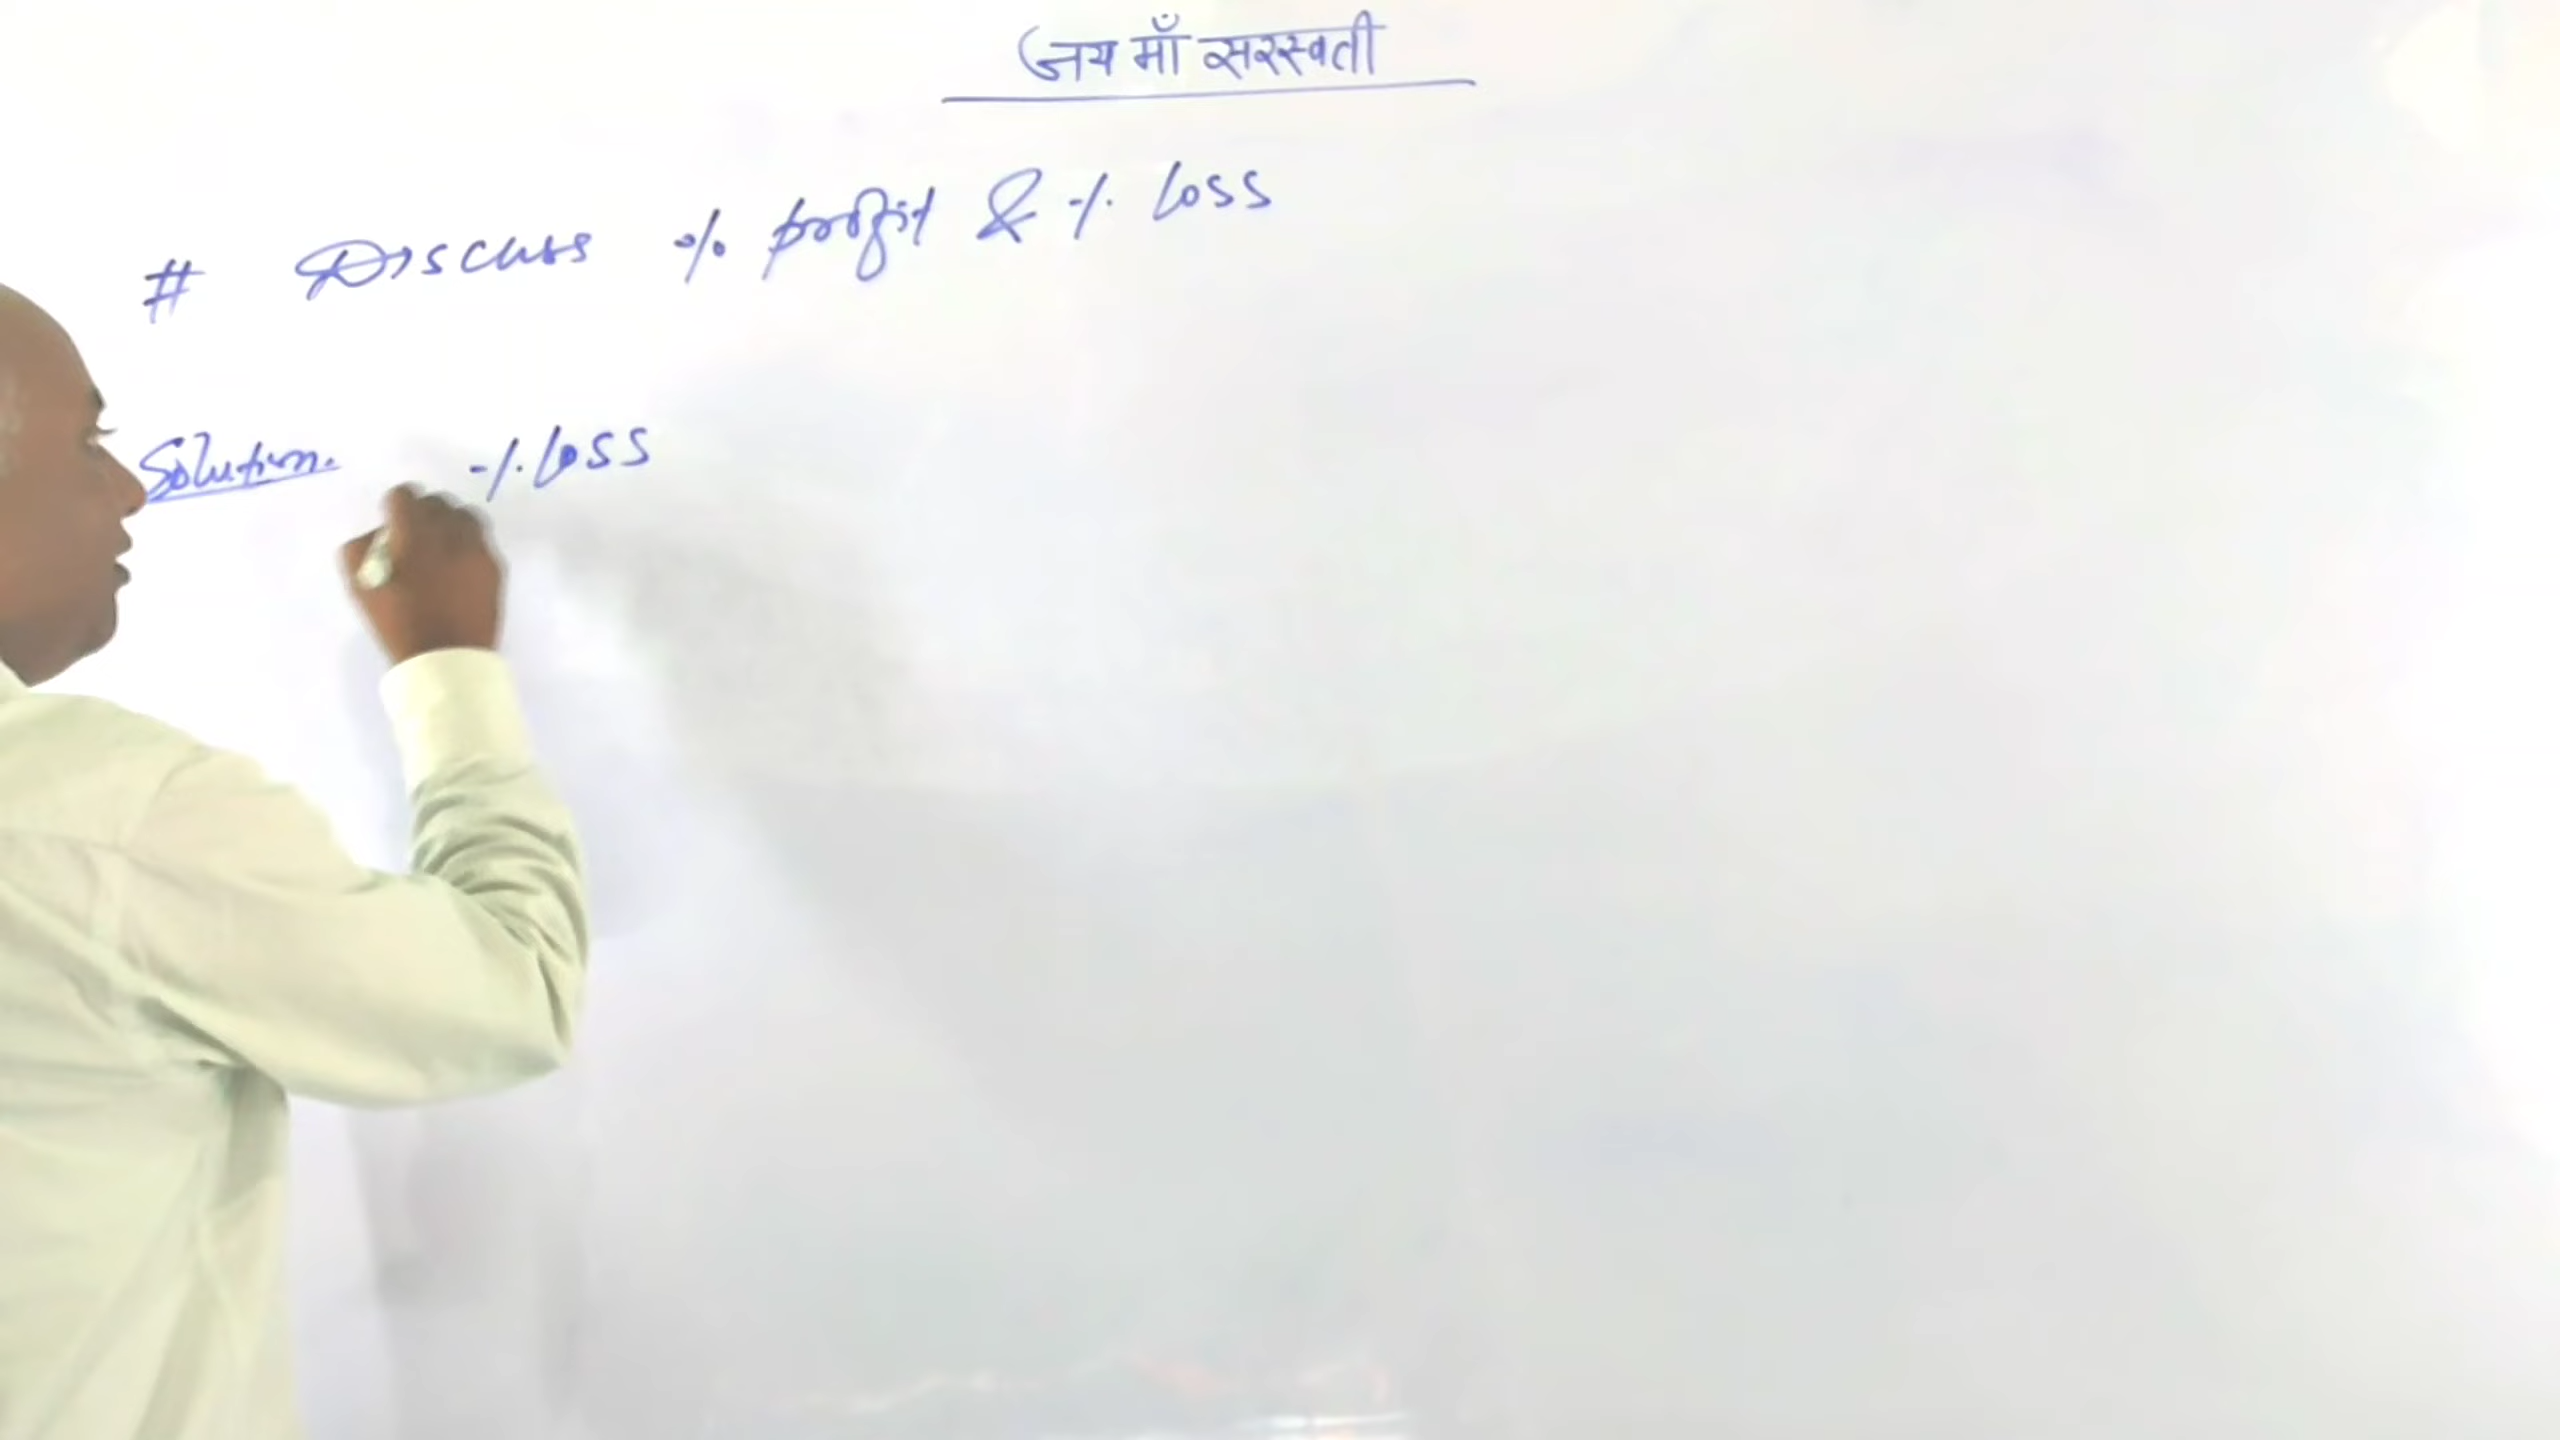 जय माँ सरस्वती
# Discuss % profit & % Loss
Solution. % Loss